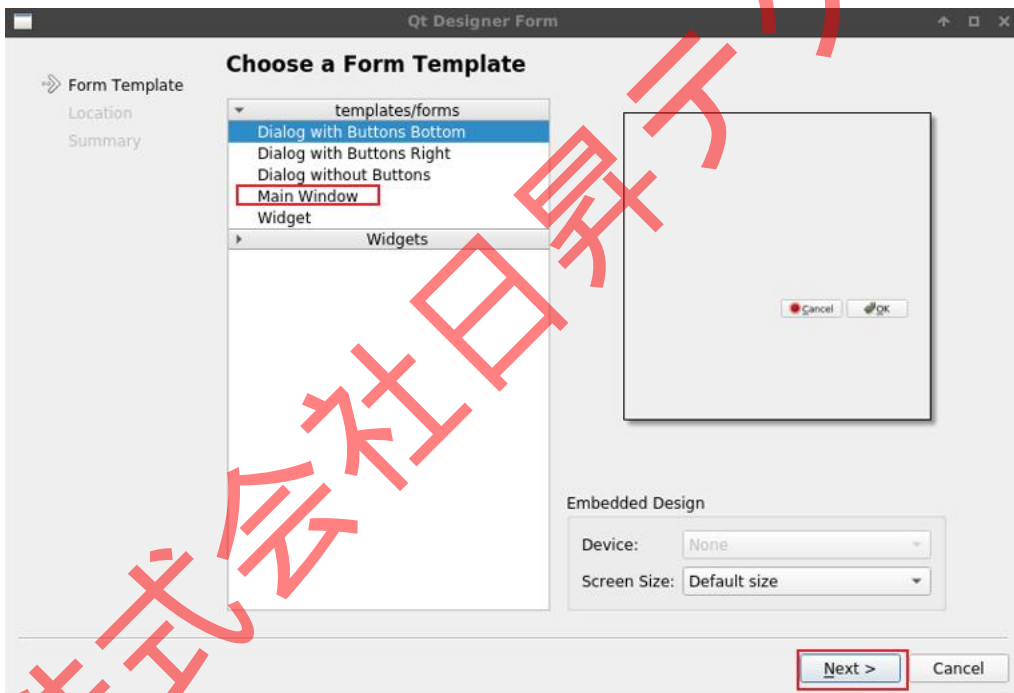 Qt Designer Form
Choose a Form Template
Form Template
Location
Summary
templates/forms
Dialog with Buttons Bottom
Dialog with Buttons Right
Dialog without Buttons
Main Window
Widget
Widgets
Cancel
OK
Embedded Design
Device:
None
Screen Size:
Default size
Next >
Cancel
式会社日昇テ